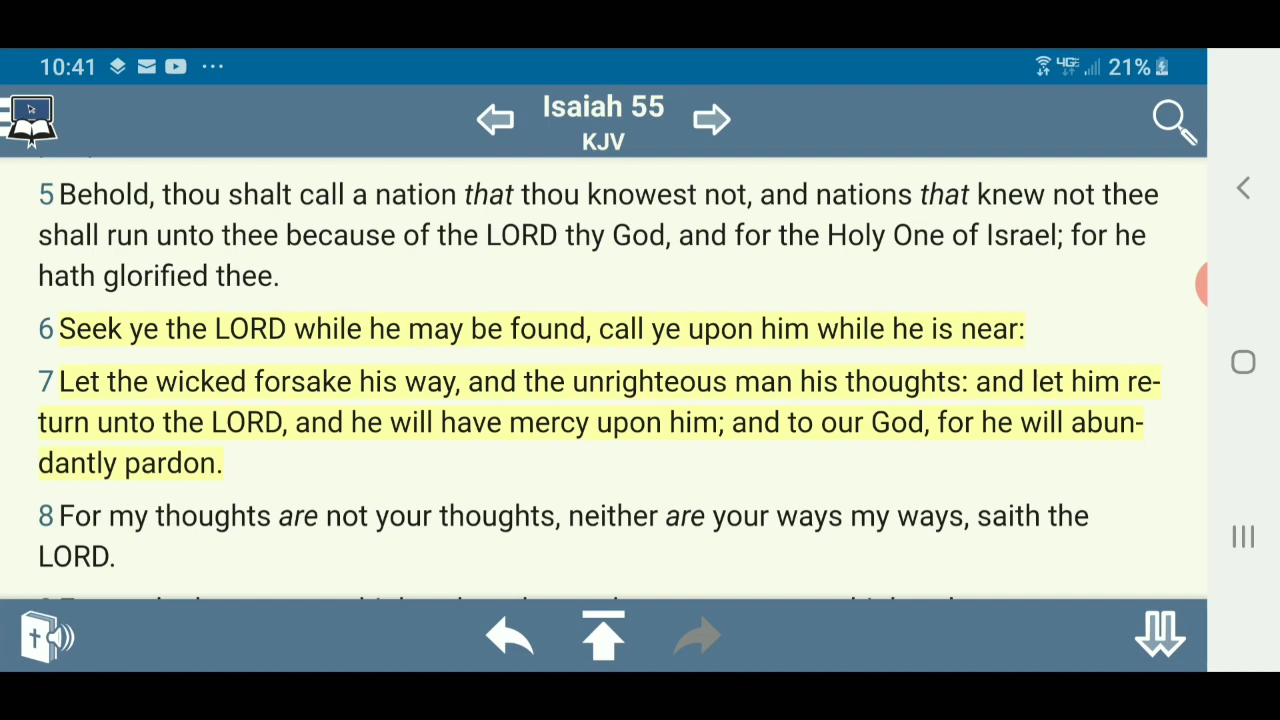 10:41 ... 4GE 21%
Isaiah 55
KJV
5 Behold, thou shalt call a nation that thou knowest not, and nations that knew not thee
shall run unto thee because of the LORD thy God, and for the Holy One of Israel; for he
hath glorified thee.
6 Seek ye the LORD while he may be found, call ye upon him while he is near:
7 Let the wicked forsake his way, and the unrighteous man his thoughts: and let him re-
turn unto the LORD, and he will have mercy upon him; and to our God, for he will abun-
dantly pardon.
8 For my thoughts are not your thoughts, neither are your ways my ways, saith the
LORD.